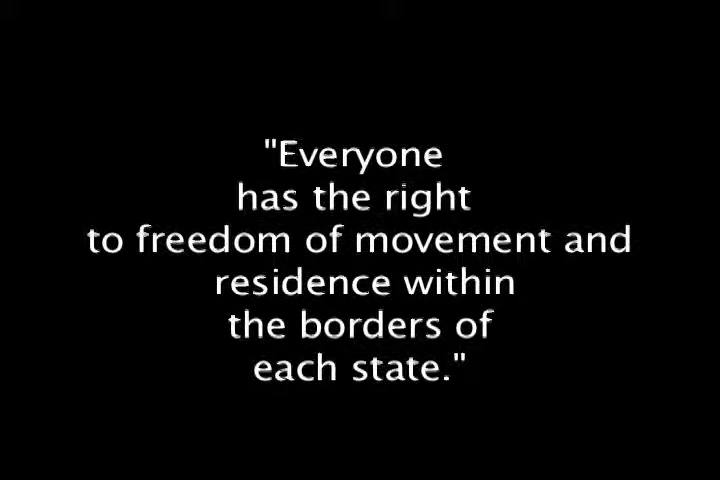 "Everyone
has the right
to freedom of movement and
residence within
the borders of
each state."